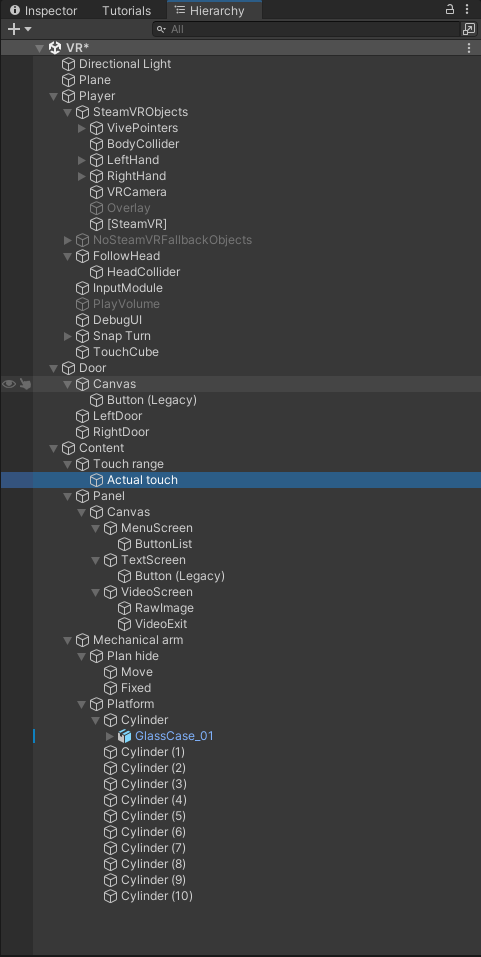 Inspector Tutorials Hierarchy
All
VR*
Directional Light
Plane
Player
SteamVRObjects
VivePointers
BodyCollider
LeftHand
RightHand
VRCamera
Overlay
[SteamVR]
NoSteamVRFallbackObjects
FollowHead
HeadCollider
InputModule
PlayVolume
DebugUI
Snap Turn
TouchCube
Door
Canvas
Button (Legacy)
LeftDoor
RightDoor
Content
Touch range
Actual touch
Panel
Canvas
MenuScreen
ButtonList
TextScreen
Button (Legacy)
VideoScreen
RawImage
VideoExit
Mechanical arm
Plan hide
Move
Fixed
Platform
Cylinder
GlassCase_01
Cylinder (1)
Cylinder (2)
Cylinder (3)
Cylinder (4)
Cylinder (5)
Cylinder (6)
Cylinder (7)
Cylinder (8)
Cylinder (9)
Cylinder (10)